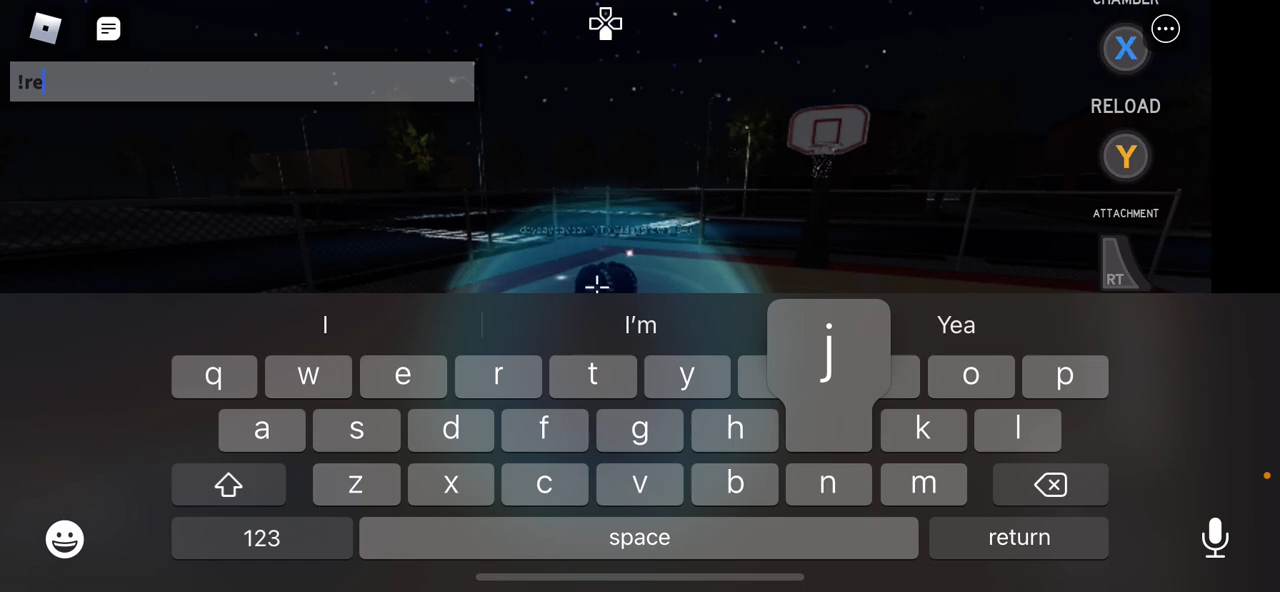 CHAMBER
X
!re
RELOAD
Y
ATTACHMENT
RT
I
I'm
Yea
j
q w e r t y o p
a s d f g h k l
z x c v b n m
123
space
return